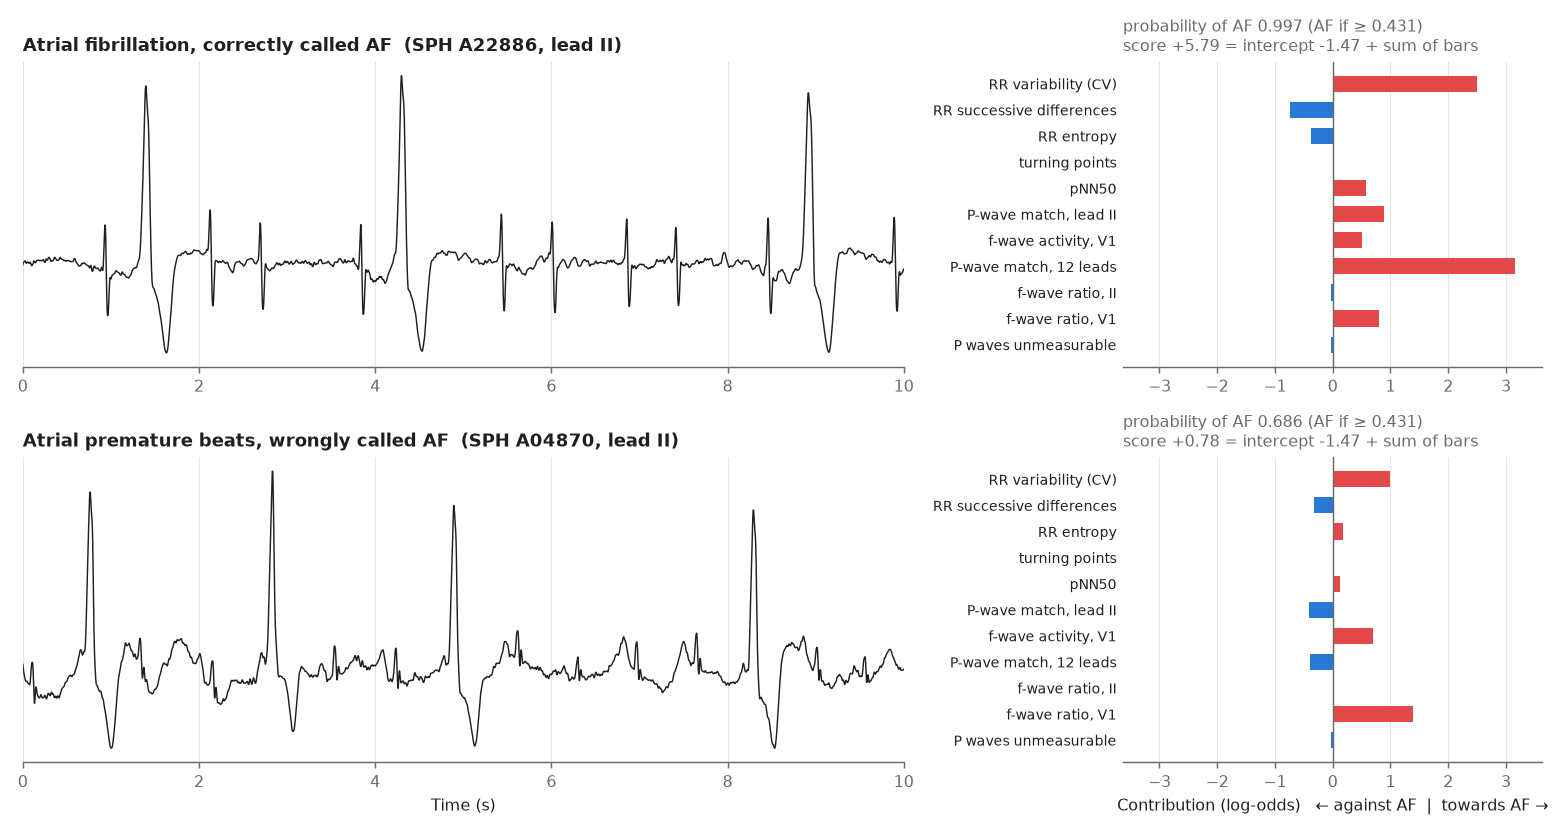 Atrial fibrillation, correctly called AF  (SPH A22886, lead II)
probability of AF 0.997 (AF if ≥ 0.431)
score +5.79 = intercept -1.47 + sum of bars
RR variability (CV)
RR successive differences
RR entropy
turning points
pNN50
P-wave match, lead II
f-wave activity, V1
P-wave match, 12 leads
f-wave ratio, II
f-wave ratio, V1
P waves unmeasurable
0 2 4 6 8 10
−3 −2 −1 0 1 2 3
Atrial premature beats, wrongly called AF  (SPH A04870, lead II)
probability of AF 0.686 (AF if ≥ 0.431)
score +0.78 = intercept -1.47 + sum of bars
RR variability (CV)
RR successive differences
RR entropy
turning points
pNN50
P-wave match, lead II
f-wave activity, V1
P-wave match, 12 leads
f-wave ratio, II
f-wave ratio, V1
P waves unmeasurable
0 2 4 6 8 10
Time (s)
−3 −2 −1 0 1 2 3
Contribution (log-odds)   ← against AF  |  towards AF →